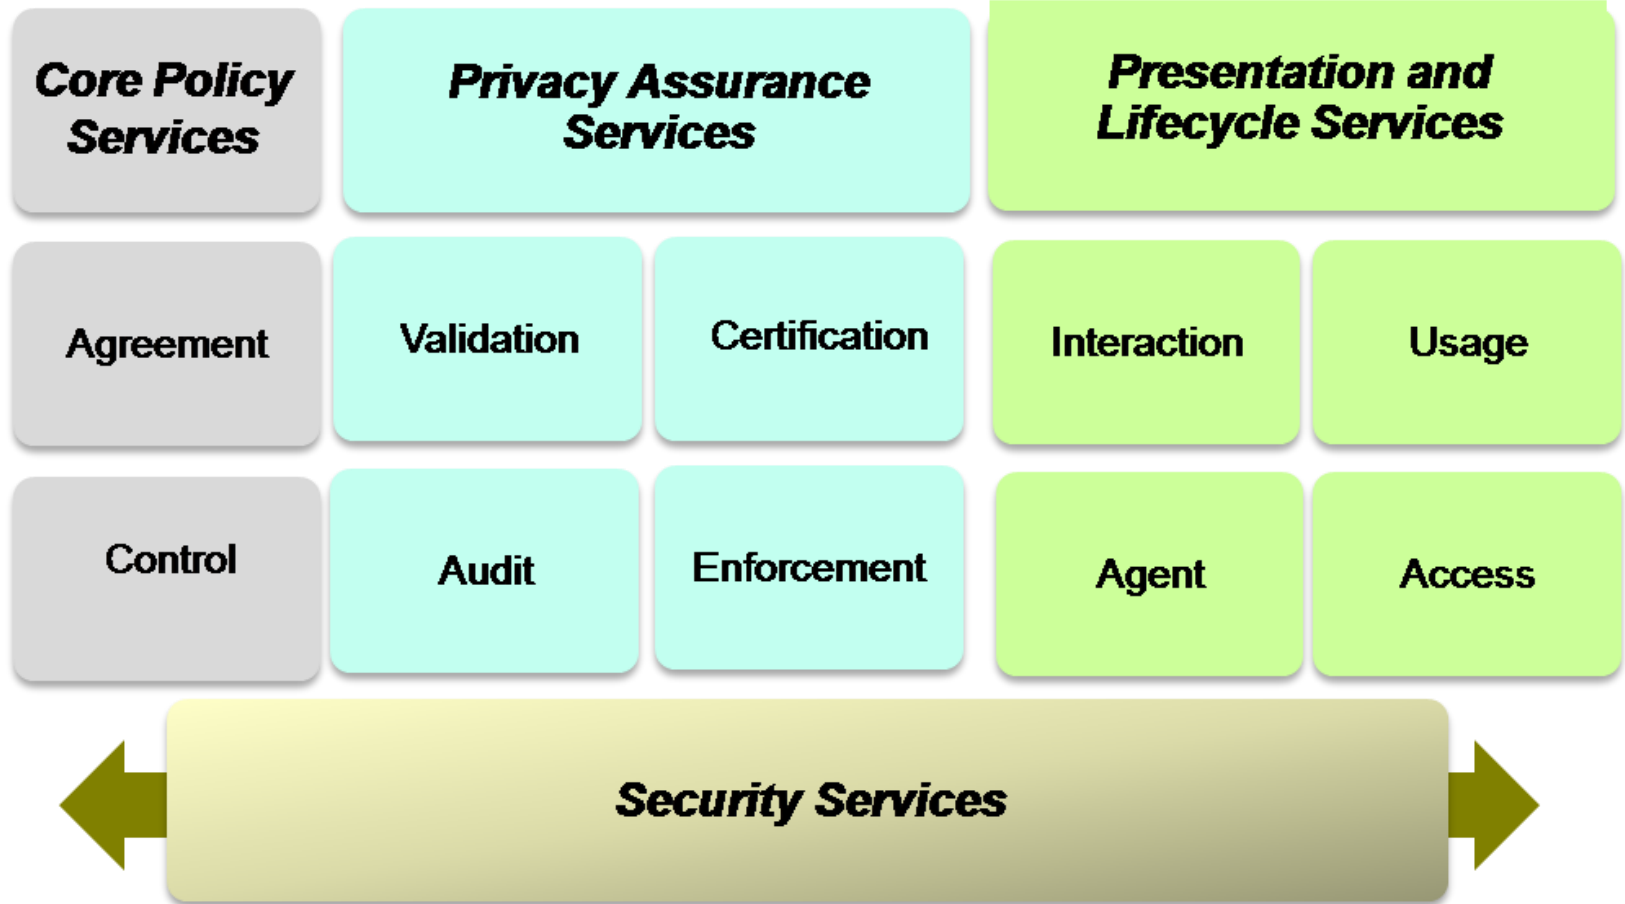 Core Policy
Services
Privacy Assurance
Services
Presentation and
Lifecycle Services
Agreement
Validation
Certification
Interaction
Usage
Control
Audit
Enforcement
Agent
Access
Security Services